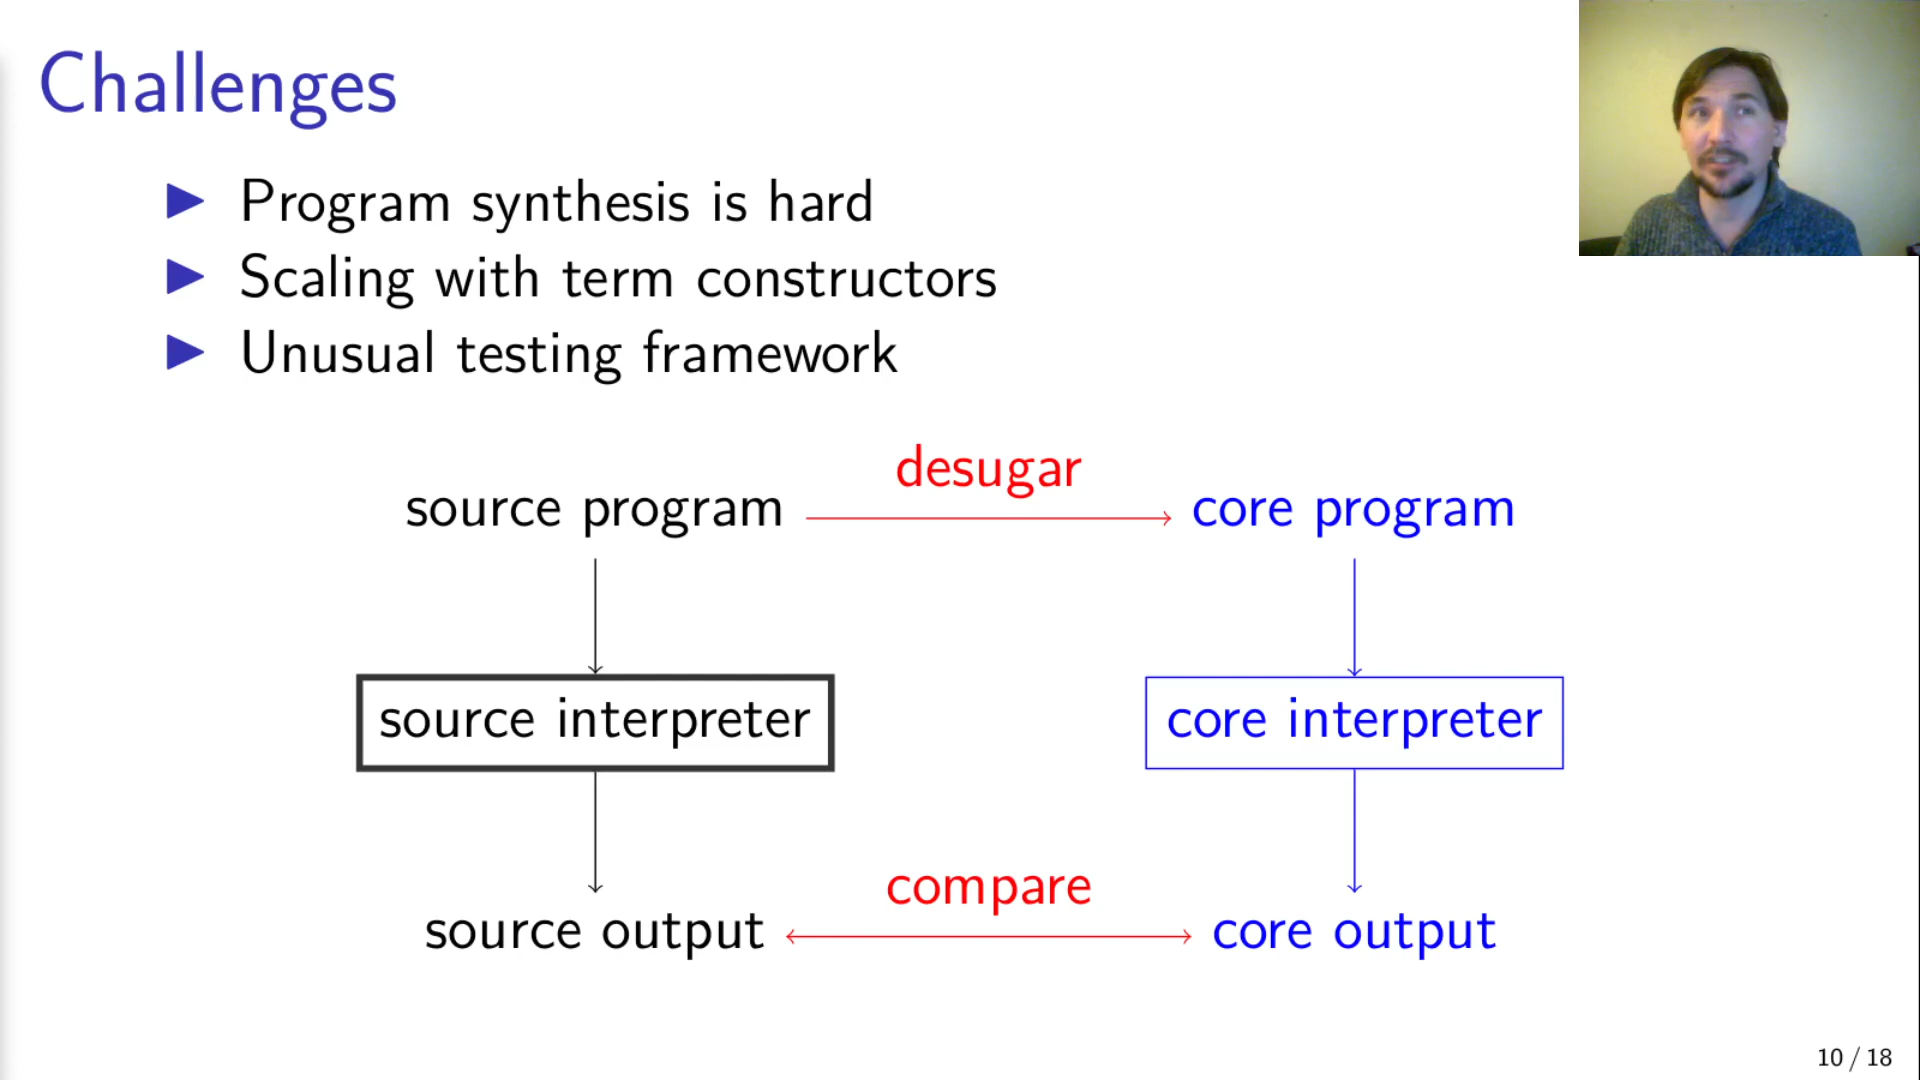 Challenges
Program synthesis is hard
Scaling with term constructors
Unusual testing framework
desugar
source program
core program
source interpreter
core interpreter
compare
source output
core output
10 / 18